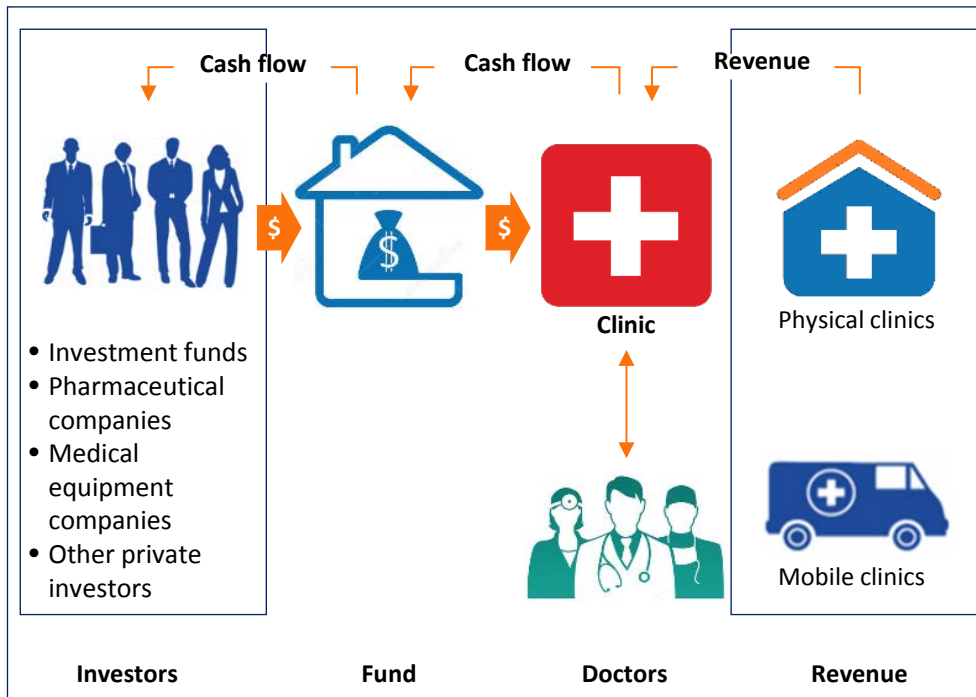 Cash flow
Cash flow
Revenue
$
$
$
Clinic
Physical clinics
• Investment funds
• Pharmaceutical
companies
• Medical
equipment
companies
• Other private
investors
Mobile clinics
Investors
Fund
Doctors
Revenue